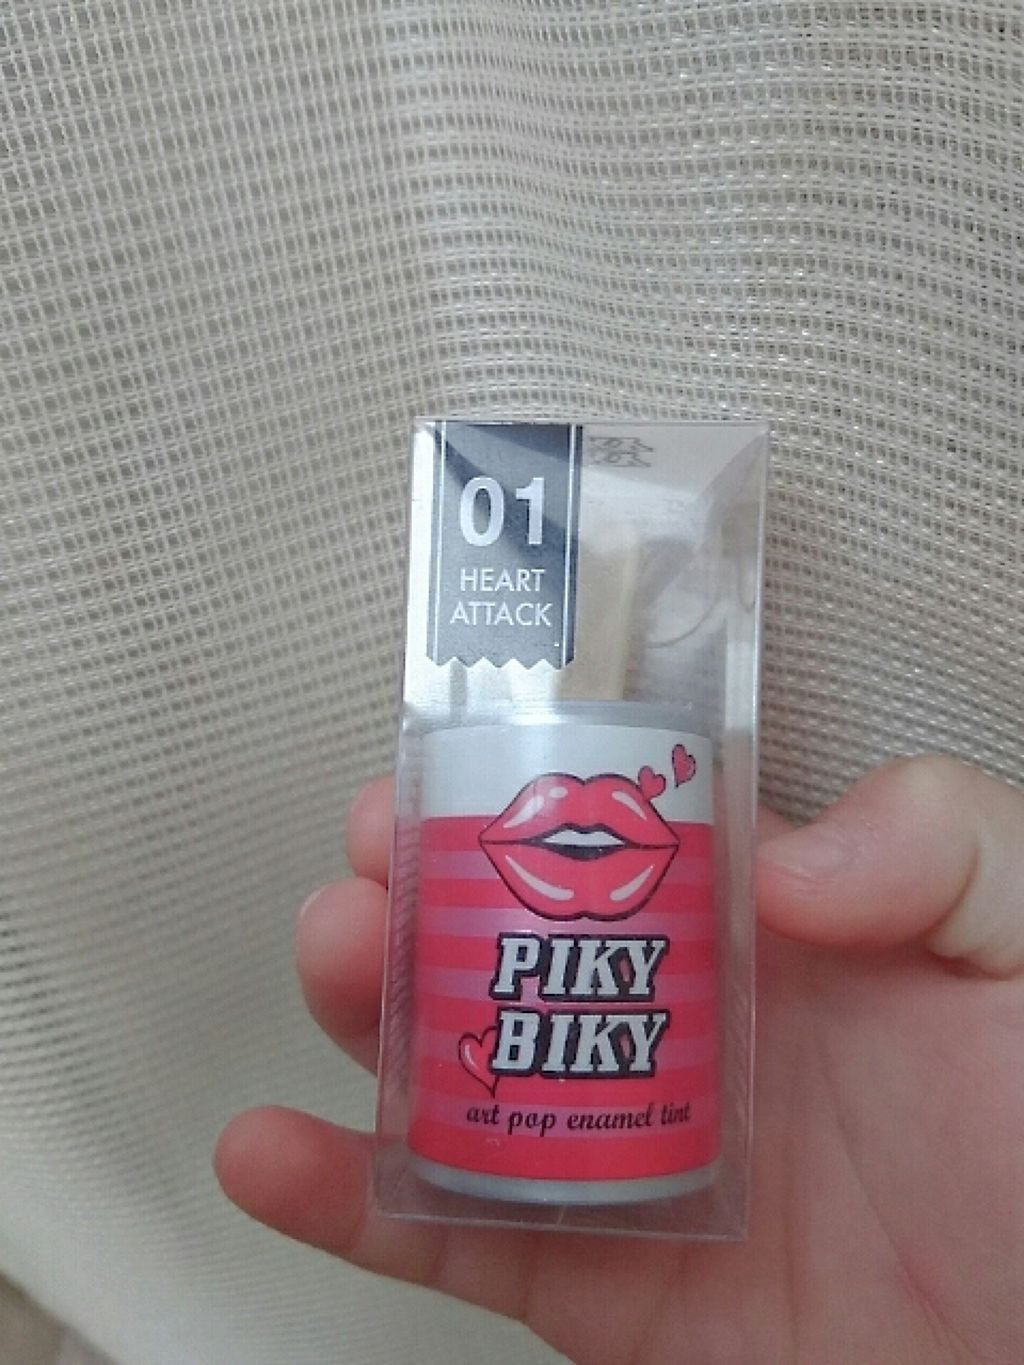 01
HEART
ATTACK
PIKY
BIKY
art pop enamel tint